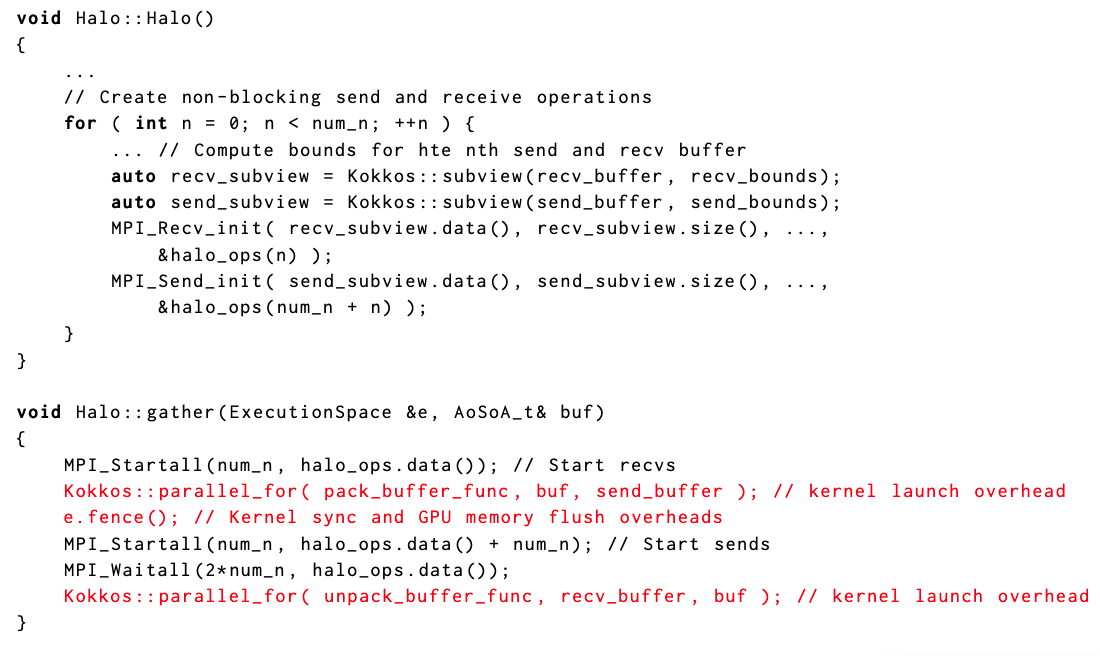 void Halo::Halo()
{
    ...
    // Create non-blocking send and receive operations
    for ( int n = 0; n < num_n; ++n ) {
        ... // Compute bounds for hte nth send and recv buffer
        auto recv_subview = Kokkos::subview(recv_buffer, recv_bounds);
        auto send_subview = Kokkos::subview(send_buffer, send_bounds);
        MPI_Recv_init( recv_subview.data(), recv_subview.size(), ...,
            &halo_ops(n) );
        MPI_Send_init( send_subview.data(), send_subview.size(), ...,
            &halo_ops(num_n + n) );
    }
}

void Halo::gather(ExecutionSpace &e, AoSoA_t& buf)
{
    MPI_Startall(num_n, halo_ops.data()); // Start recvs
    Kokkos::parallel_for( pack_buffer_func, buf, send_buffer ); // kernel launch overhead
    e.fence(); // Kernel sync and GPU memory flush overheads
    MPI_Startall(num_n, halo_ops.data() + num_n); // Start sends
    MPI_Waitall(2*num_n, halo_ops.data());
    Kokkos::parallel_for( unpack_buffer_func, recv_buffer, buf ); // kernel launch overhead
}